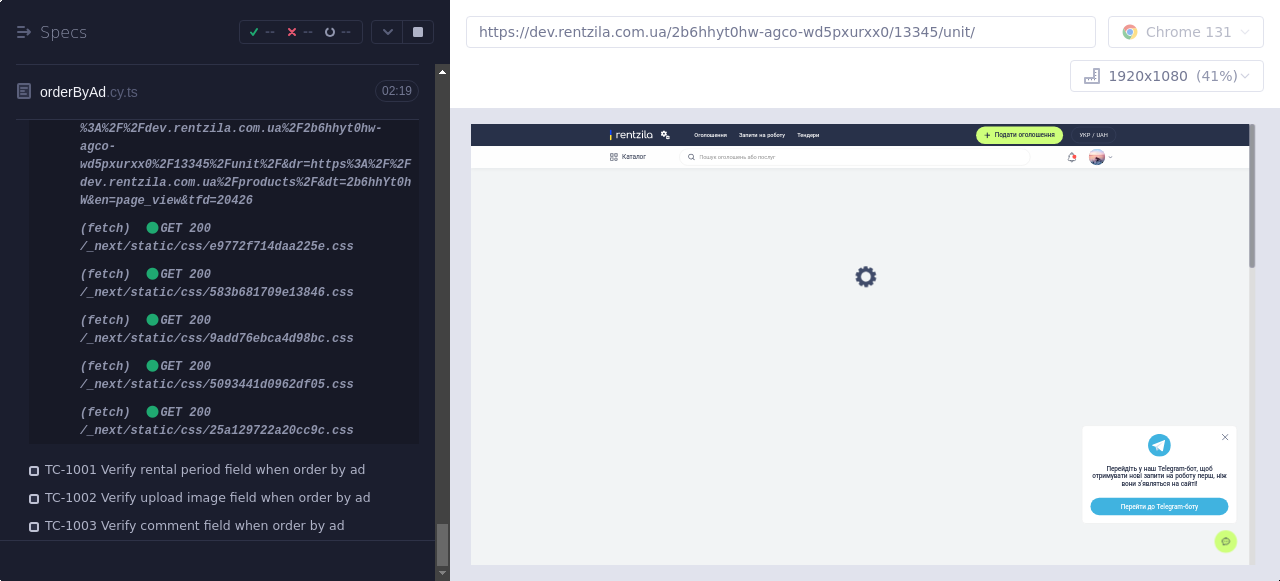 Specs
--
--
--
orderByAd.cy.ts
02:19
%3A%2F%2Fdev.rentzila.com.ua%2F2b6hhyt0hw-
agco-
wd5pxurxx0%2F13345%2Funit%2F&dr=https%3A%2F%2F
dev.rentzila.com.ua%2Fproducts%2F&dt=2b6hhYt0h
W&en=page_view&tfd=20426
(fetch) GET 200
/_next/static/css/e9772f714daa225e.css
(fetch) GET 200
/_next/static/css/583b681709e13846.css
(fetch) GET 200
/_next/static/css/9add76ebca4d98bc.css
(fetch) GET 200
/_next/static/css/5093441d0962df05.css
(fetch) GET 200
/_next/static/css/25a129722a20cc9c.css
TC-1001 Verify rental period field when order by ad
TC-1002 Verify upload image field when order by ad
TC-1003 Verify comment field when order by ad
https://dev.rentzila.com.ua/2b6hhyt0hw-agco-wd5pxurxx0/13345/unit/
Chrome 131
1920x1080 (41%)
rentzila
Оголошення
Запити на роботу
Тендери
+ Подати оголошення
УКР / UAH
Каталог
Пошук оголошень або послуг
Перейдіть у наш Telegram-бот, щоб
отримувати нові запити на роботу перш, ніж
вони з'являться на сайті!
Перейти до Telegram-боту